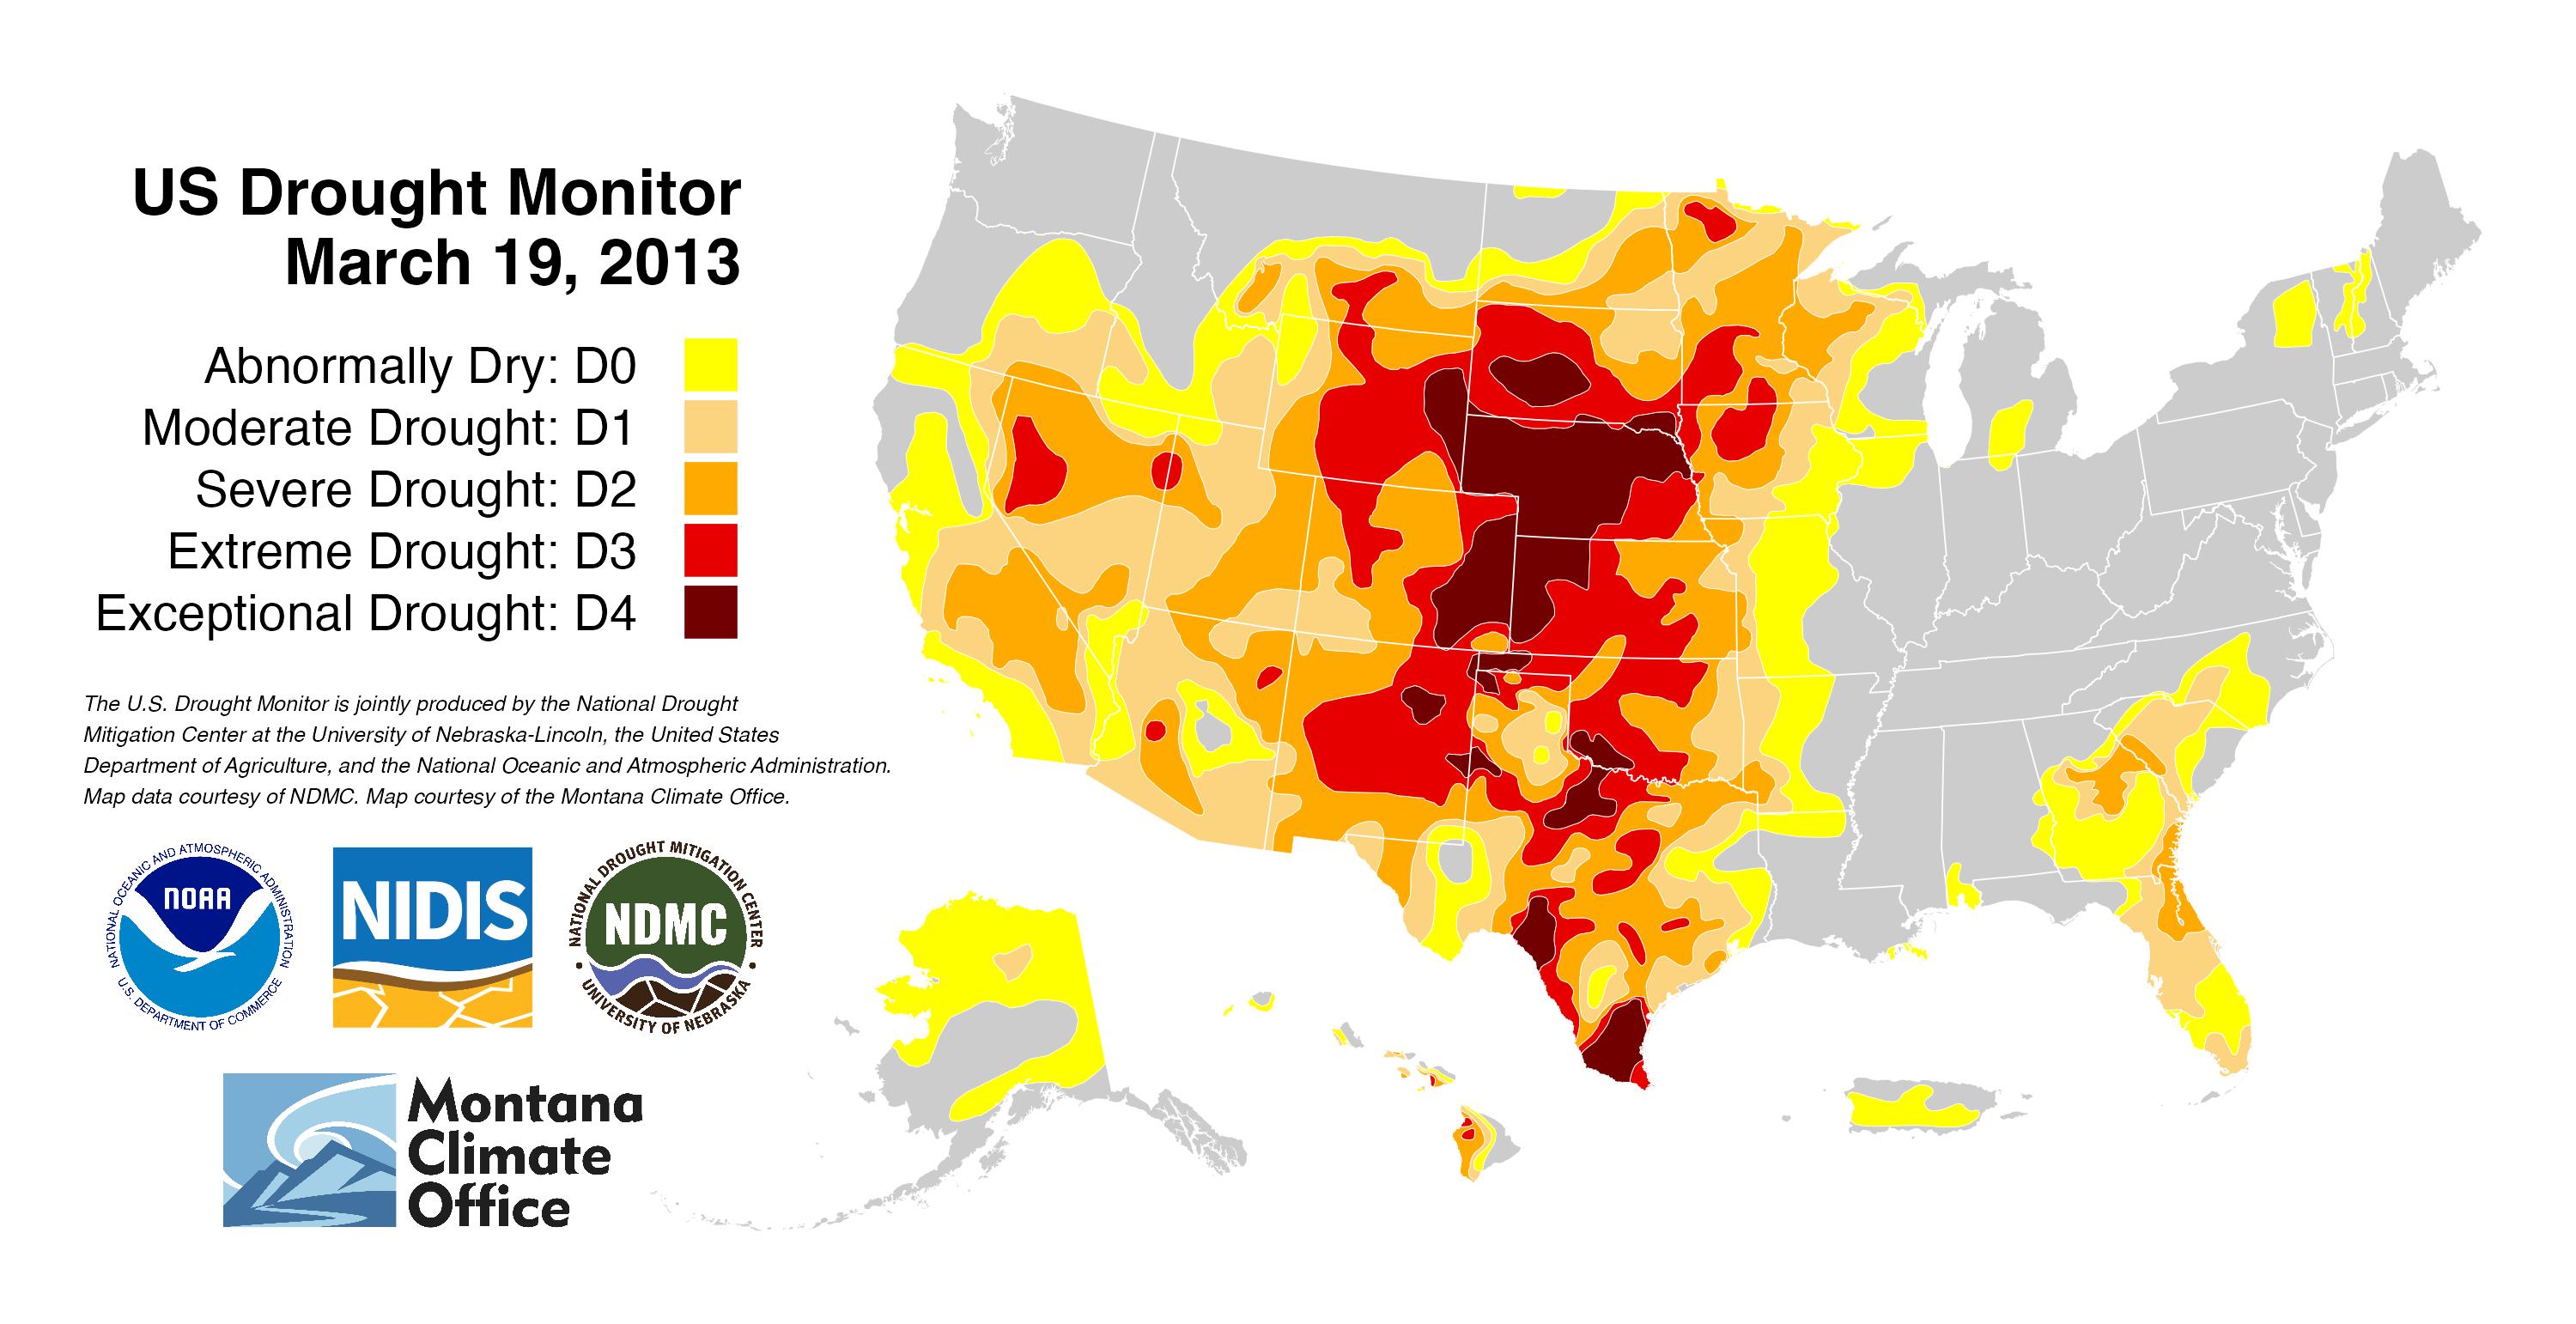 US Drought Monitor
March 19, 2013
Abnormally Dry: D0
Moderate Drought: D1
Severe Drought: D2
Extreme Drought: D3
Exceptional Drought: D4
The U.S. Drought Monitor is jointly produced by the National Drought
Mitigation Center at the University of Nebraska-Lincoln, the United States
Department of Agriculture, and the National Oceanic and Atmospheric Administration.
Map data courtesy of NDMC. Map courtesy of the Montana Climate Office.
NATIONAL OCEANIC AND ATMOSPHERIC ADMINISTRATION
NOAA
U.S. DEPARTMENT OF COMMERCE
NIDIS
NATIONAL DROUGHT MITIGATION CENTER
NDMC
UNIVERSITY OF NEBRASKA
Montana
Climate
Office